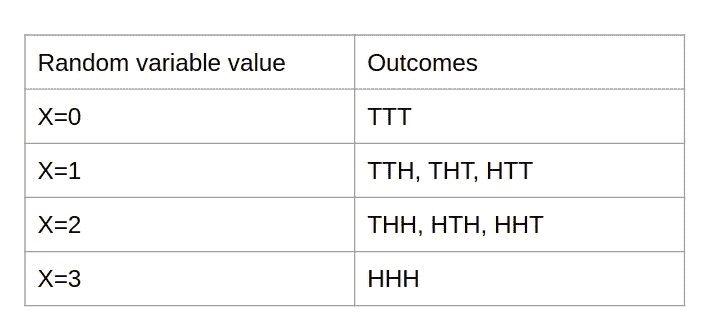 Random variable value Outcomes
X=0 TTT
X=1 TTH, THT, HTT
X=2 THH, HTH, HHT
X=3 HHH